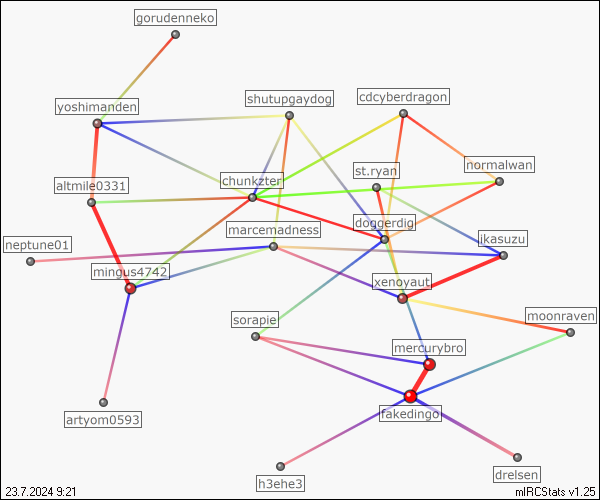 gorudenneko
yoshimanden
shutupgaydog
cdcyberdragon
normalwan
st.ryan
chunkzter
altmile0331
doggerdig
marcemadness
neptune01
ikasuzu
mingus4742
xenoyaut
sorapie
moonraven
mercurybro
fakedingo
artyom0593
h3ehe3
drelsen
23.7.2024 9:21
mIRCStats v1.25